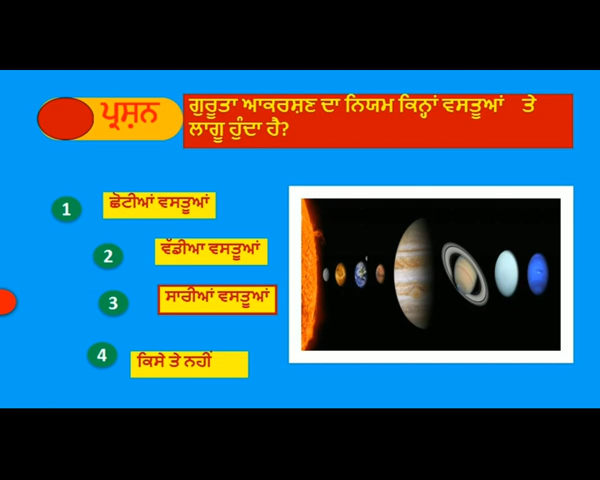 ਪ੍ਰਸ਼ਨ
ਗੁਰੂਤਾ ਆਕਰਸ਼ਣ ਦਾ ਨਿਯਮ ਕਿਨ੍ਹਾਂ ਵਸਤੂਆਂ ਤੇ
ਲਾਗੂ ਹੁੰਦਾ ਹੈ?
1 ਛੋਟੀਆਂ ਵਸਤੂਆਂ
2 ਵੱਡੀਆ ਵਸਤੂਆਂ
3 ਸਾਰੀਆਂ ਵਸਤੂਆਂ
4 ਕਿਸੇ ਤੇ ਨਹੀਂ